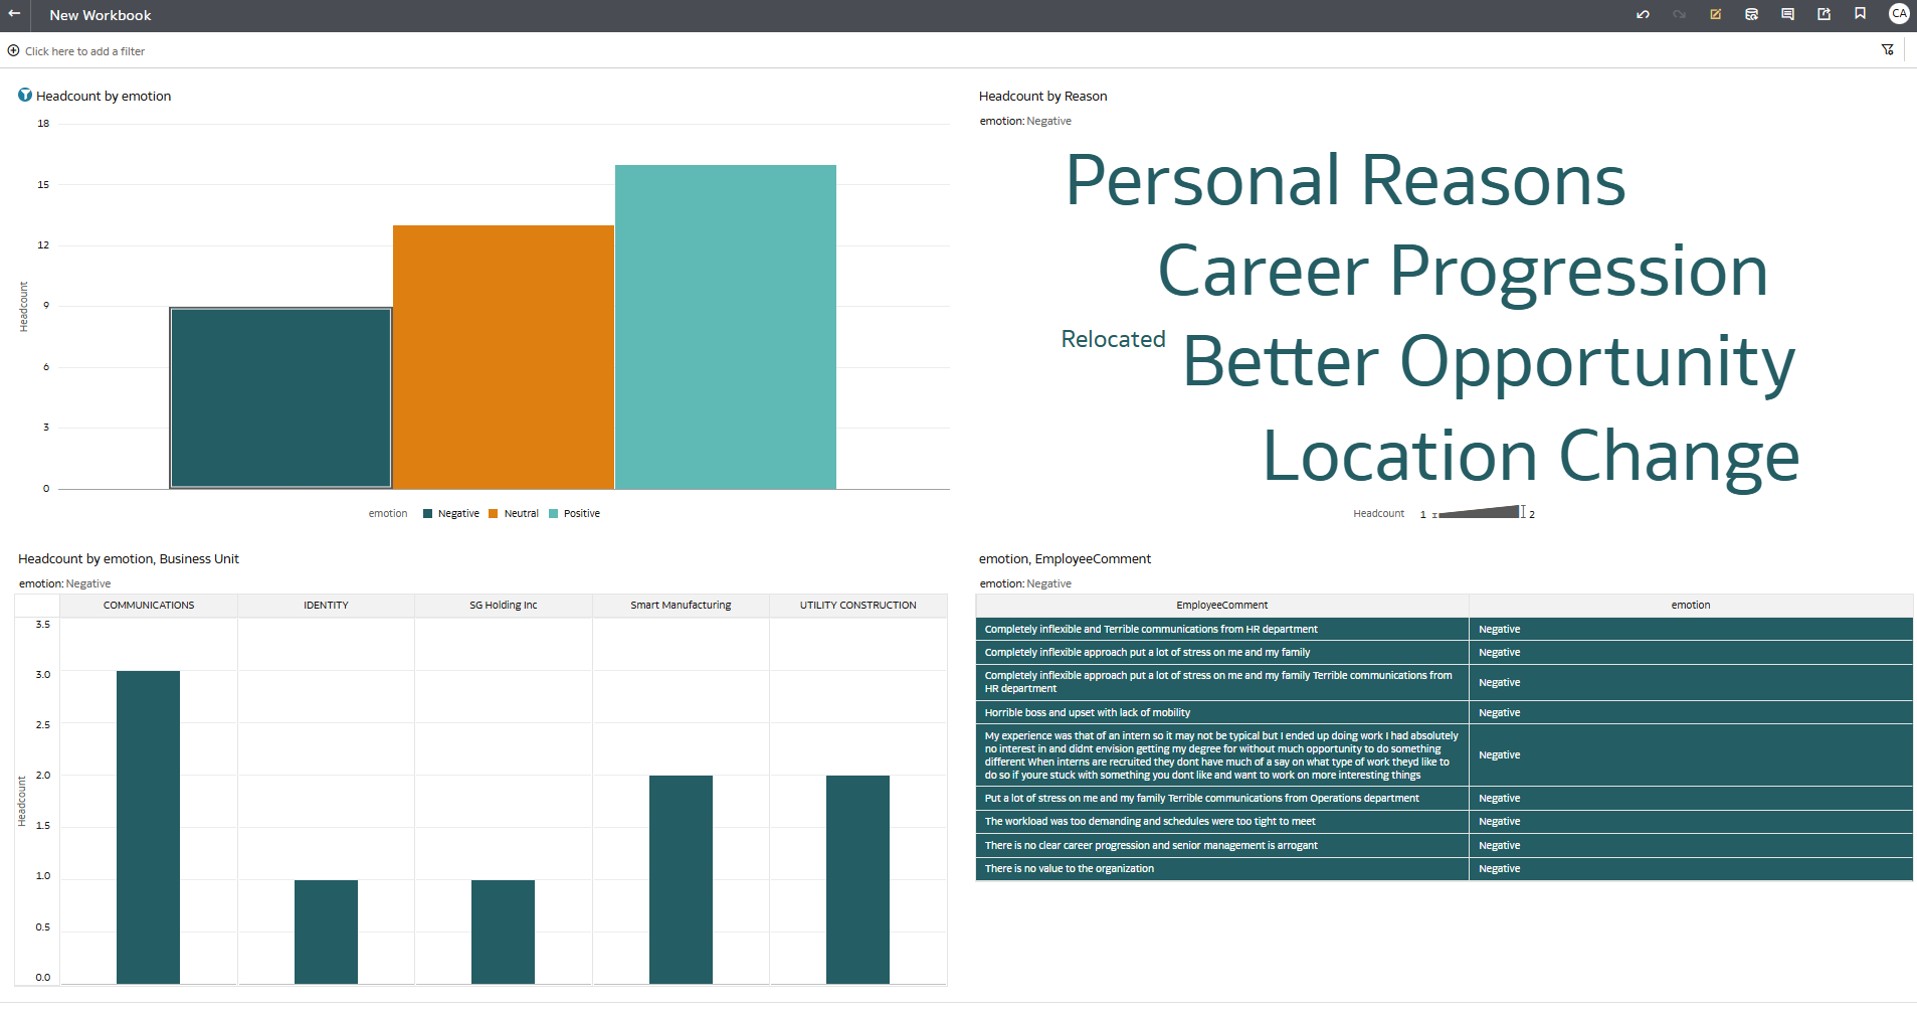 New Workbook
CA
Click here to add a filter
Headcount by emotion
18
15
12
9
6
3
0
Headcount
emotion Negative Neutral Positive
Headcount by Reason
emotion: Negative
Personal Reasons
Career Progression
Relocated
Better Opportunity
Location Change
Headcount 1 2
Headcount by emotion, Business Unit
emotion: Negative
COMMUNICATIONS IDENTITY SG Holding Inc Smart Manufacturing UTILITY CONSTRUCTION
3.5
3.0
2.5
2.0
1.5
1.0
0.5
0.0
Headcount
emotion, EmployeeComment
emotion: Negative
EmployeeComment emotion
Completely inflexible and Terrible communications from HR department Negative
Completely inflexible approach put a lot of stress on me and my family Negative
Completely inflexible approach put a lot of stress on me and my family Terrible communications from
HR department Negative
Horrible boss and upset with lack of mobility Negative
My experience was that of an intern so it may not be typical but I ended up doing work I had absolutely
no interest in and didnt envision getting my degree for without much opportunity to do something
different When interns are recruited they dont have much of a say on what type of work theyd like to
do so if youre stuck with something you dont like and want to work on more interesting things
Negative
Put a lot of stress on me and my family Terrible communications from Operations department Negative
The workload was too demanding and schedules were too tight to meet Negative
There is no clear career progression and senior management is arrogant Negative
There is no value to the organization Negative